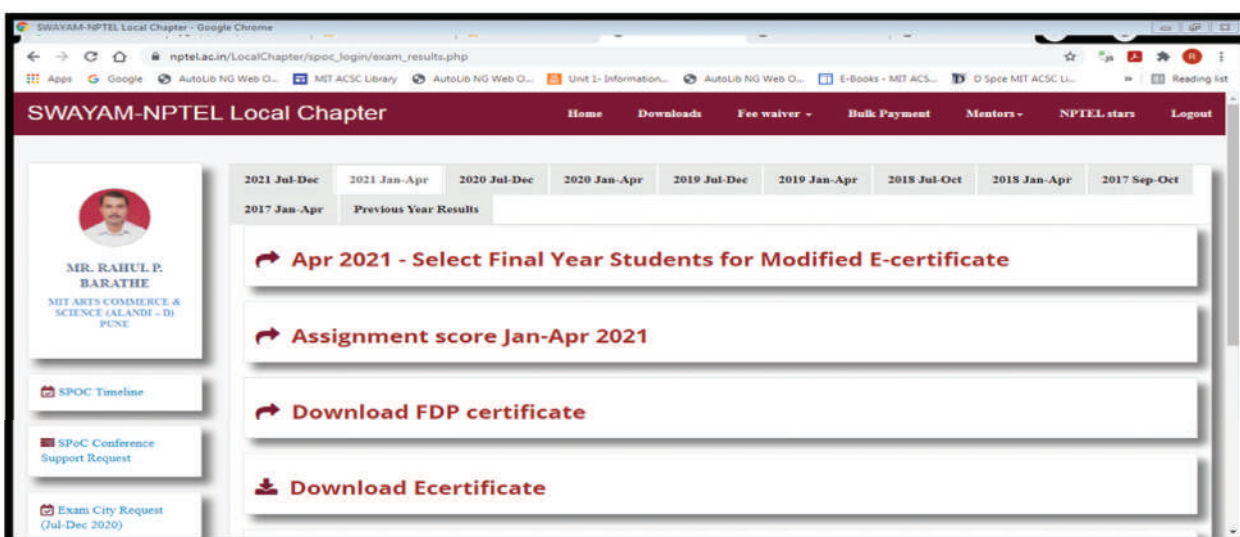 SWAYAM-NPTEL Local Chapter - Google Chrome
nptel.ac.in/LocalChapter/spoc_login/exam_results.php
Apps Google AutoLib NG Web O... MIT ACSC Library AutoLib NG Web O... Unit 1- Information... AutoLib NG Web O... E-Books - MIT ACS... D Spce MIT ACSC Li... » Reading list
SWAYAM-NPTEL Local Chapter Home Downloads Fee waiver Bulk Payment Mentors NPTEL stars Logout
2021 Jul-Dec 2021 Jan-Apr 2020 Jul-Dec 2020 Jan-Apr 2019 Jul-Dec 2019 Jan-Apr 2018 Jul-Oct 2018 Jan-Apr 2017 Sep-Oct
2017 Jan-Apr Previous Year Results
MR. RAHUL P.
BARATHE
MIT ARTS COMMERCE &
SCIENCE (ALANDI - D)
PUNE
SPOC Timeline
SPoC Conference
Support Request
Exam City Request
(Jul-Dec 2020)
Apr 2021 - Select Final Year Students for Modified E-certificate
Assignment score Jan-Apr 2021
Download FDP certificate
Download Ecertificate